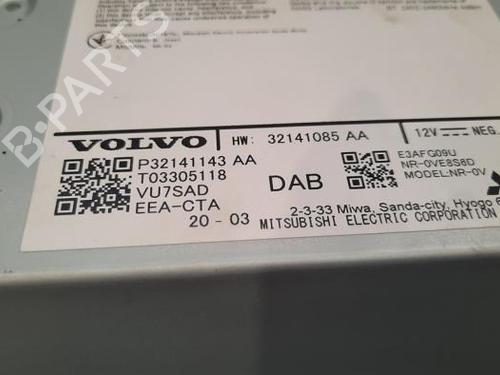 VOLVO
HW: 32141085 AA
12V NEG.
P32141143 AA
T03305118
VU7SAD
EEA-CTA
20-03
DAB
E3AFG09U
NR-0VE8S6D
MODEL:NR-0V
2-3-33 Miwa, Sanda-city, Hyogo
MITSUBISHI ELECTRIC CORPORATION
B-PARTS